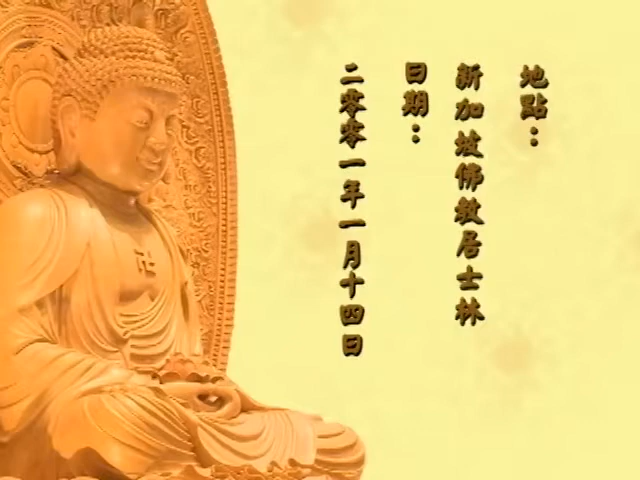 地點：
新加坡佛教居士林
日期：
二零零一年一月十四日